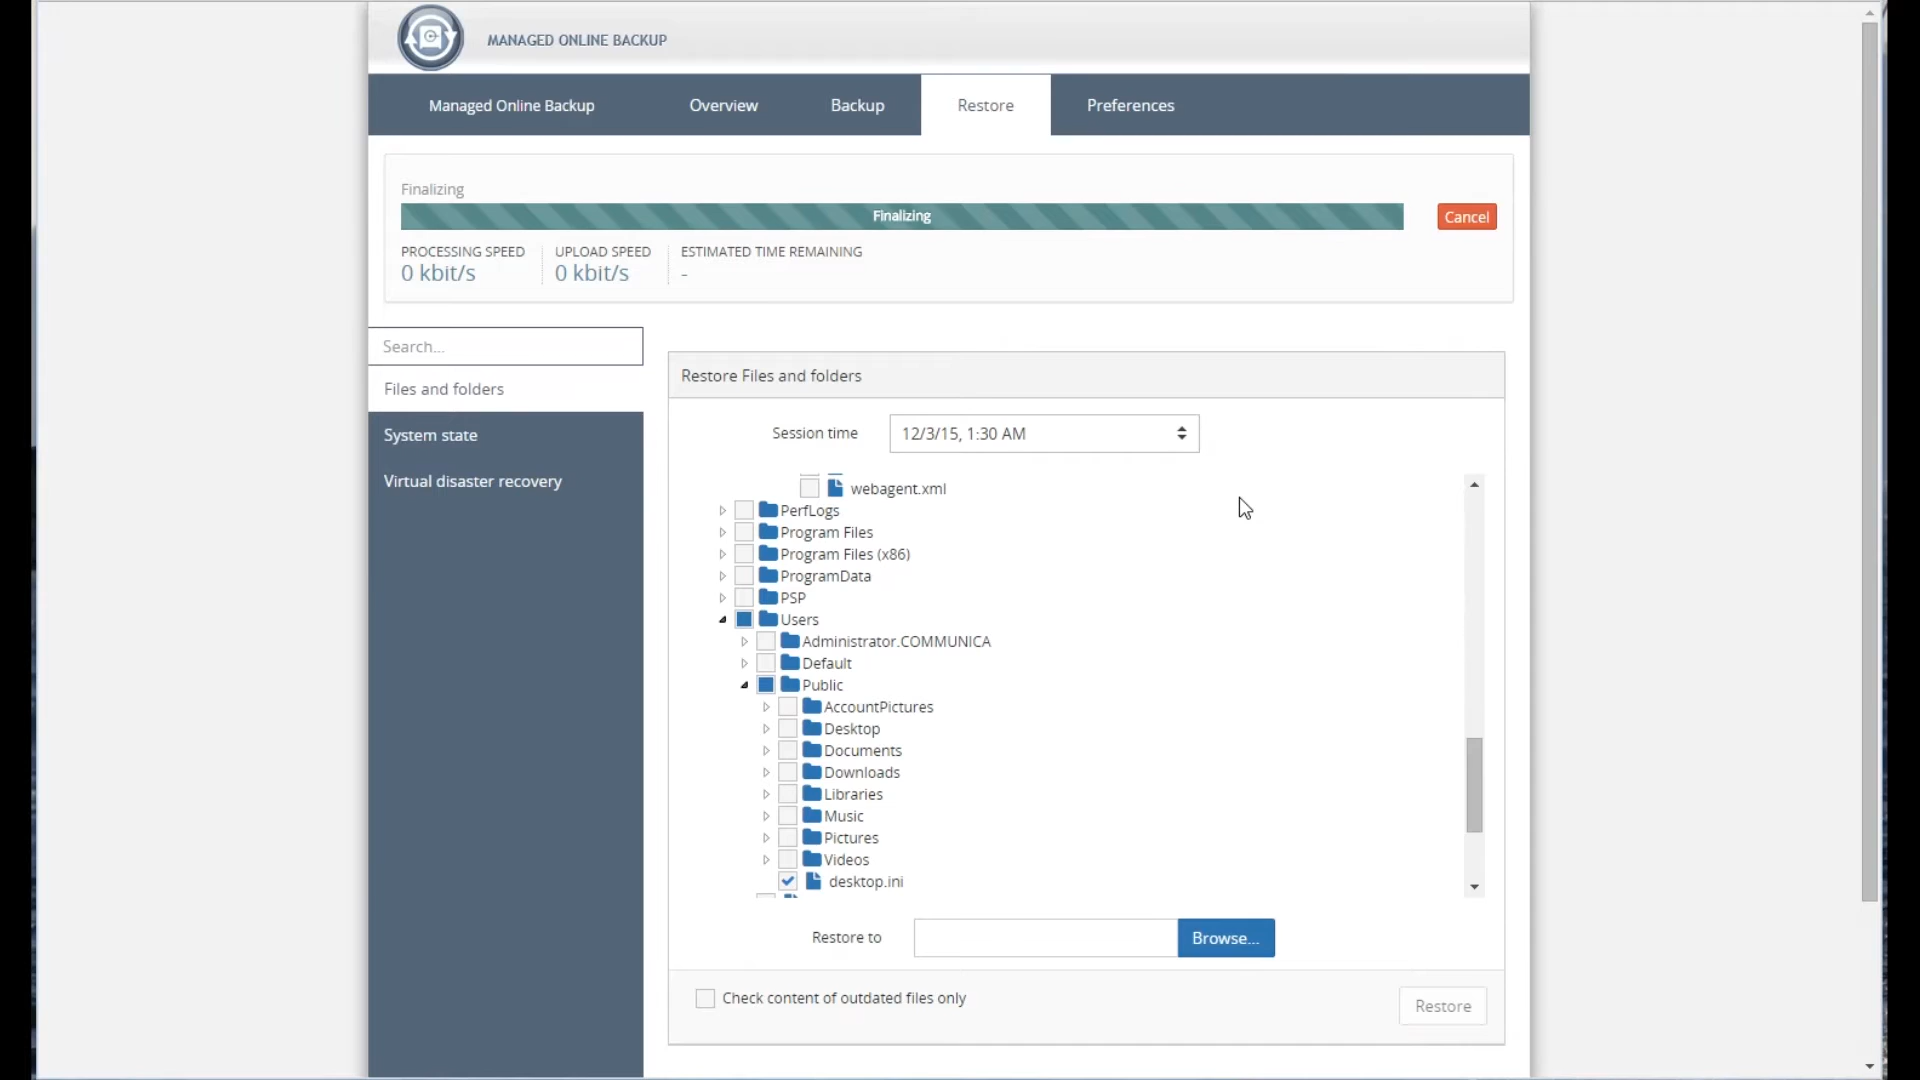 MANAGED ONLINE BACKUP
Managed Online Backup Overview Backup Restore Preferences
Finalizing
Finalizing
Cancel
PROCESSING SPEED UPLOAD SPEED ESTIMATED TIME REMAINING
0 kbit/s 0 kbit/s -
Search...
Files and folders
System state
Virtual disaster recovery
Restore Files and folders
Session time 12/3/15, 1:30 AM
webagent.xml
PerfLogs
Program Files
Program Files (x86)
ProgramData
PSP
Users
Administrator.COMMUNICA
Default
Public
AccountPictures
Desktop
Documents
Downloads
Libraries
Music
Pictures
Videos
desktop.ini
Restore to Browse...
Check content of outdated files only
Restore